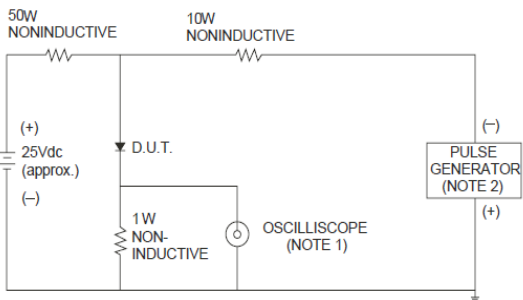 50W
NONINDUCTIVE
10W
NONINDUCTIVE
(+)
25Vdc
(approx.)
(–)
D.U.T.
1W
NON-
INDUCTIVE
OSCILLISCOPE
(NOTE 1)
(–)
PULSE
GENERATOR
(NOTE 2)
(+)